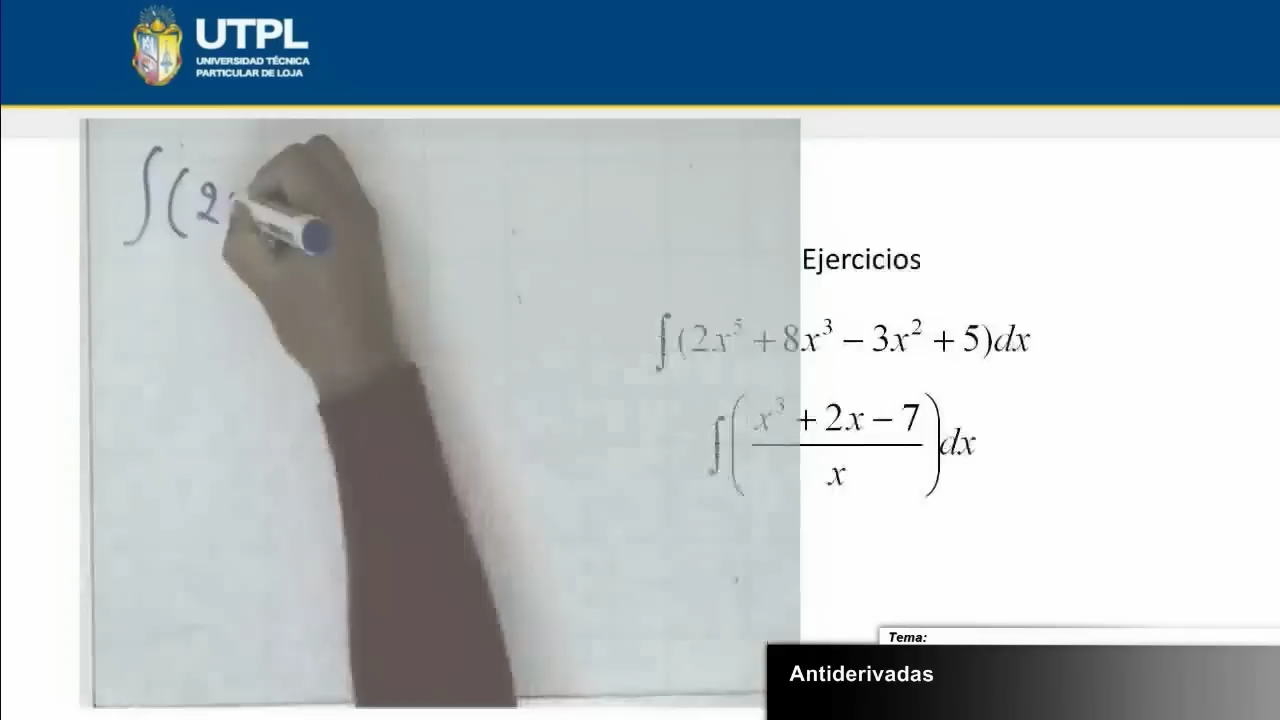 UTPL
UNIVERSIDAD TÉCNICA
PARTICULAR DE LOJA
∫(2
Ejercicios
∫(2x⁵ + 8x³ − 3x² + 5)dx
∫((x³ + 2x − 7)/x)dx
Tema:
Antiderivadas